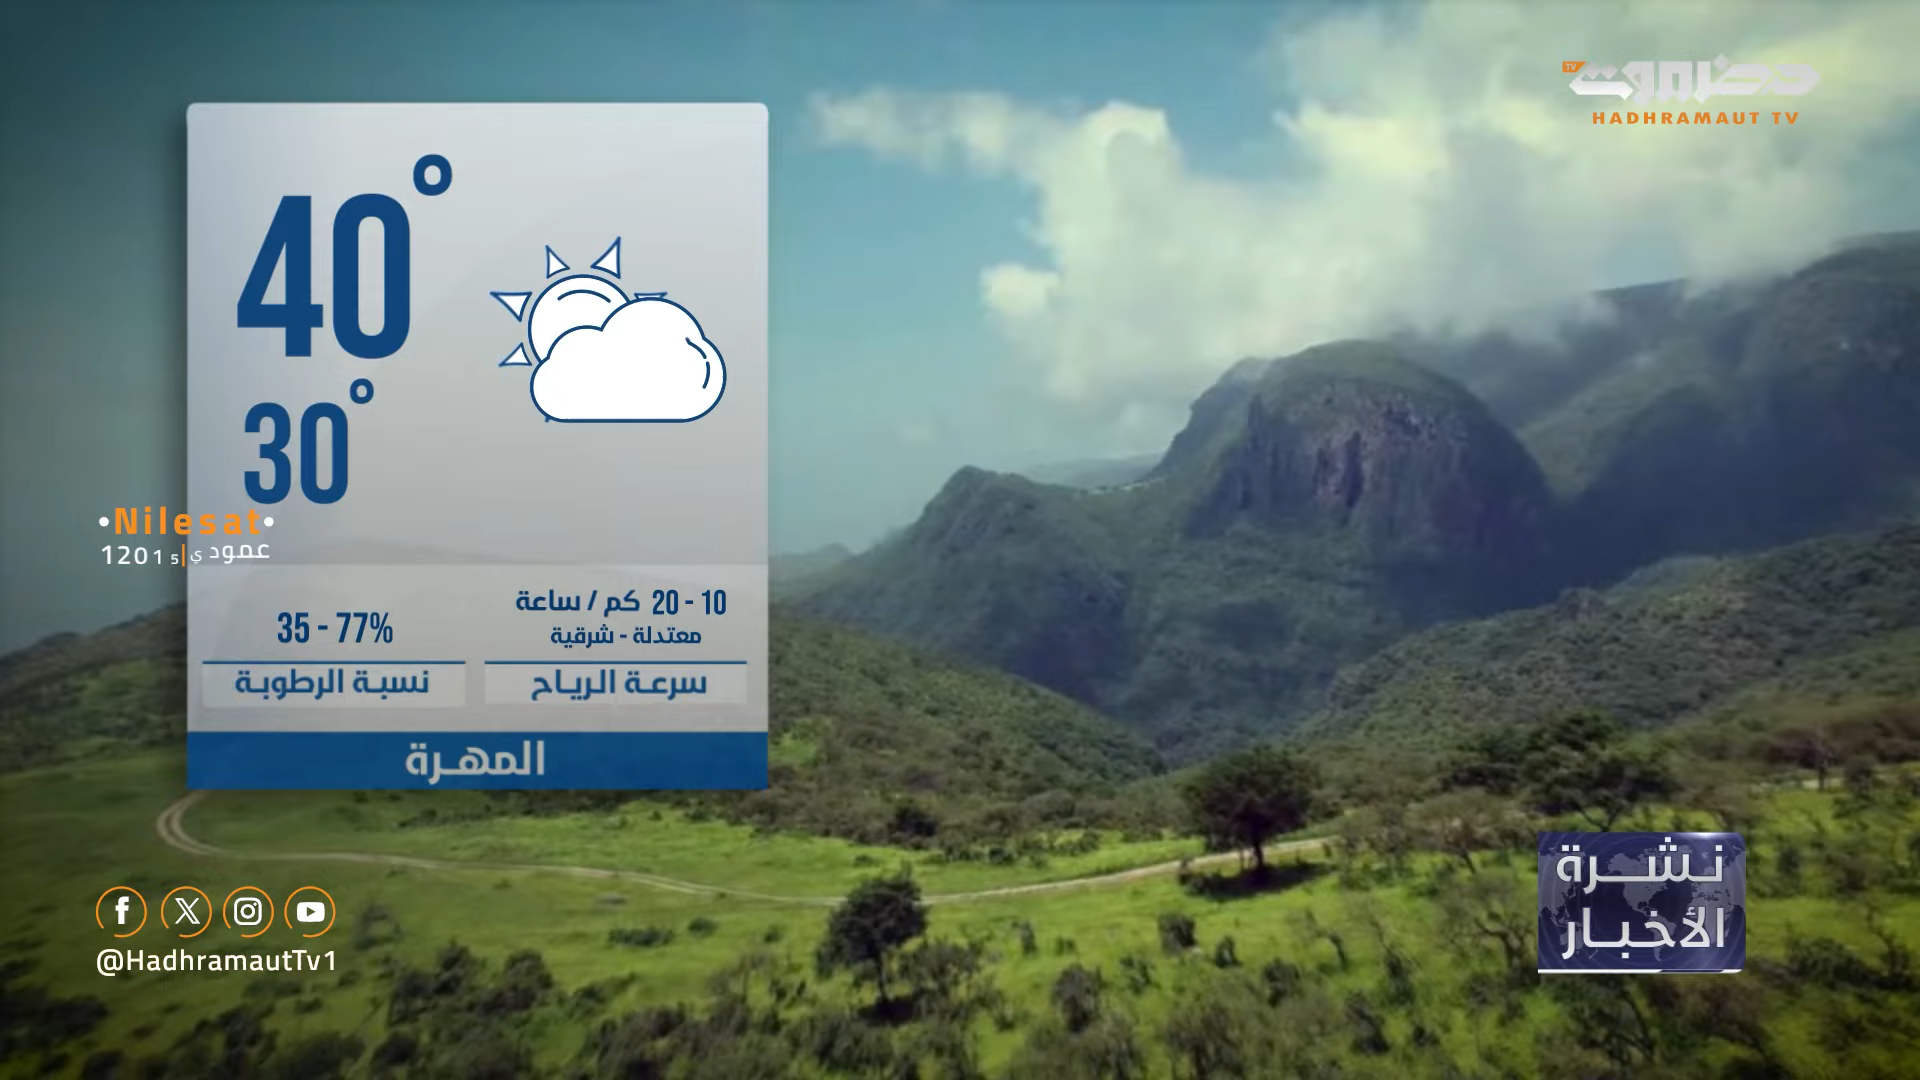 حضرموت
TV
HADHRAMAUT TV
40°
30°
•Nilesat•
12015|عمودي
10 - 20 كم / ساعة
معتدلة - شرقية
سرعة الرياح
35 - 77%
نسبة الرطوبة
المهرة
نشرة
الأخبار
@HadhramautTv1